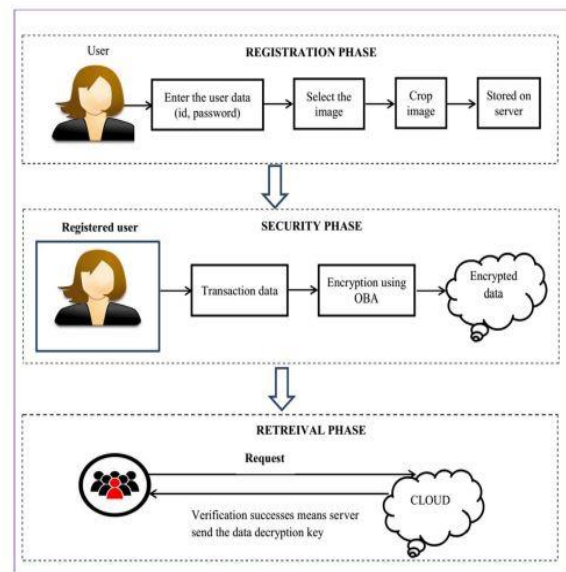 REGISTRATION PHASE
User
Enter the user data
(id, password)
Select the
image
Crop
image
Stored on
server
SECURITY PHASE
Registered user
Transaction data
Encryption using
OBA
Encrypted
data
RETREIVAL PHASE
Request
CLOUD
Verification successes means server
send the data decryption key